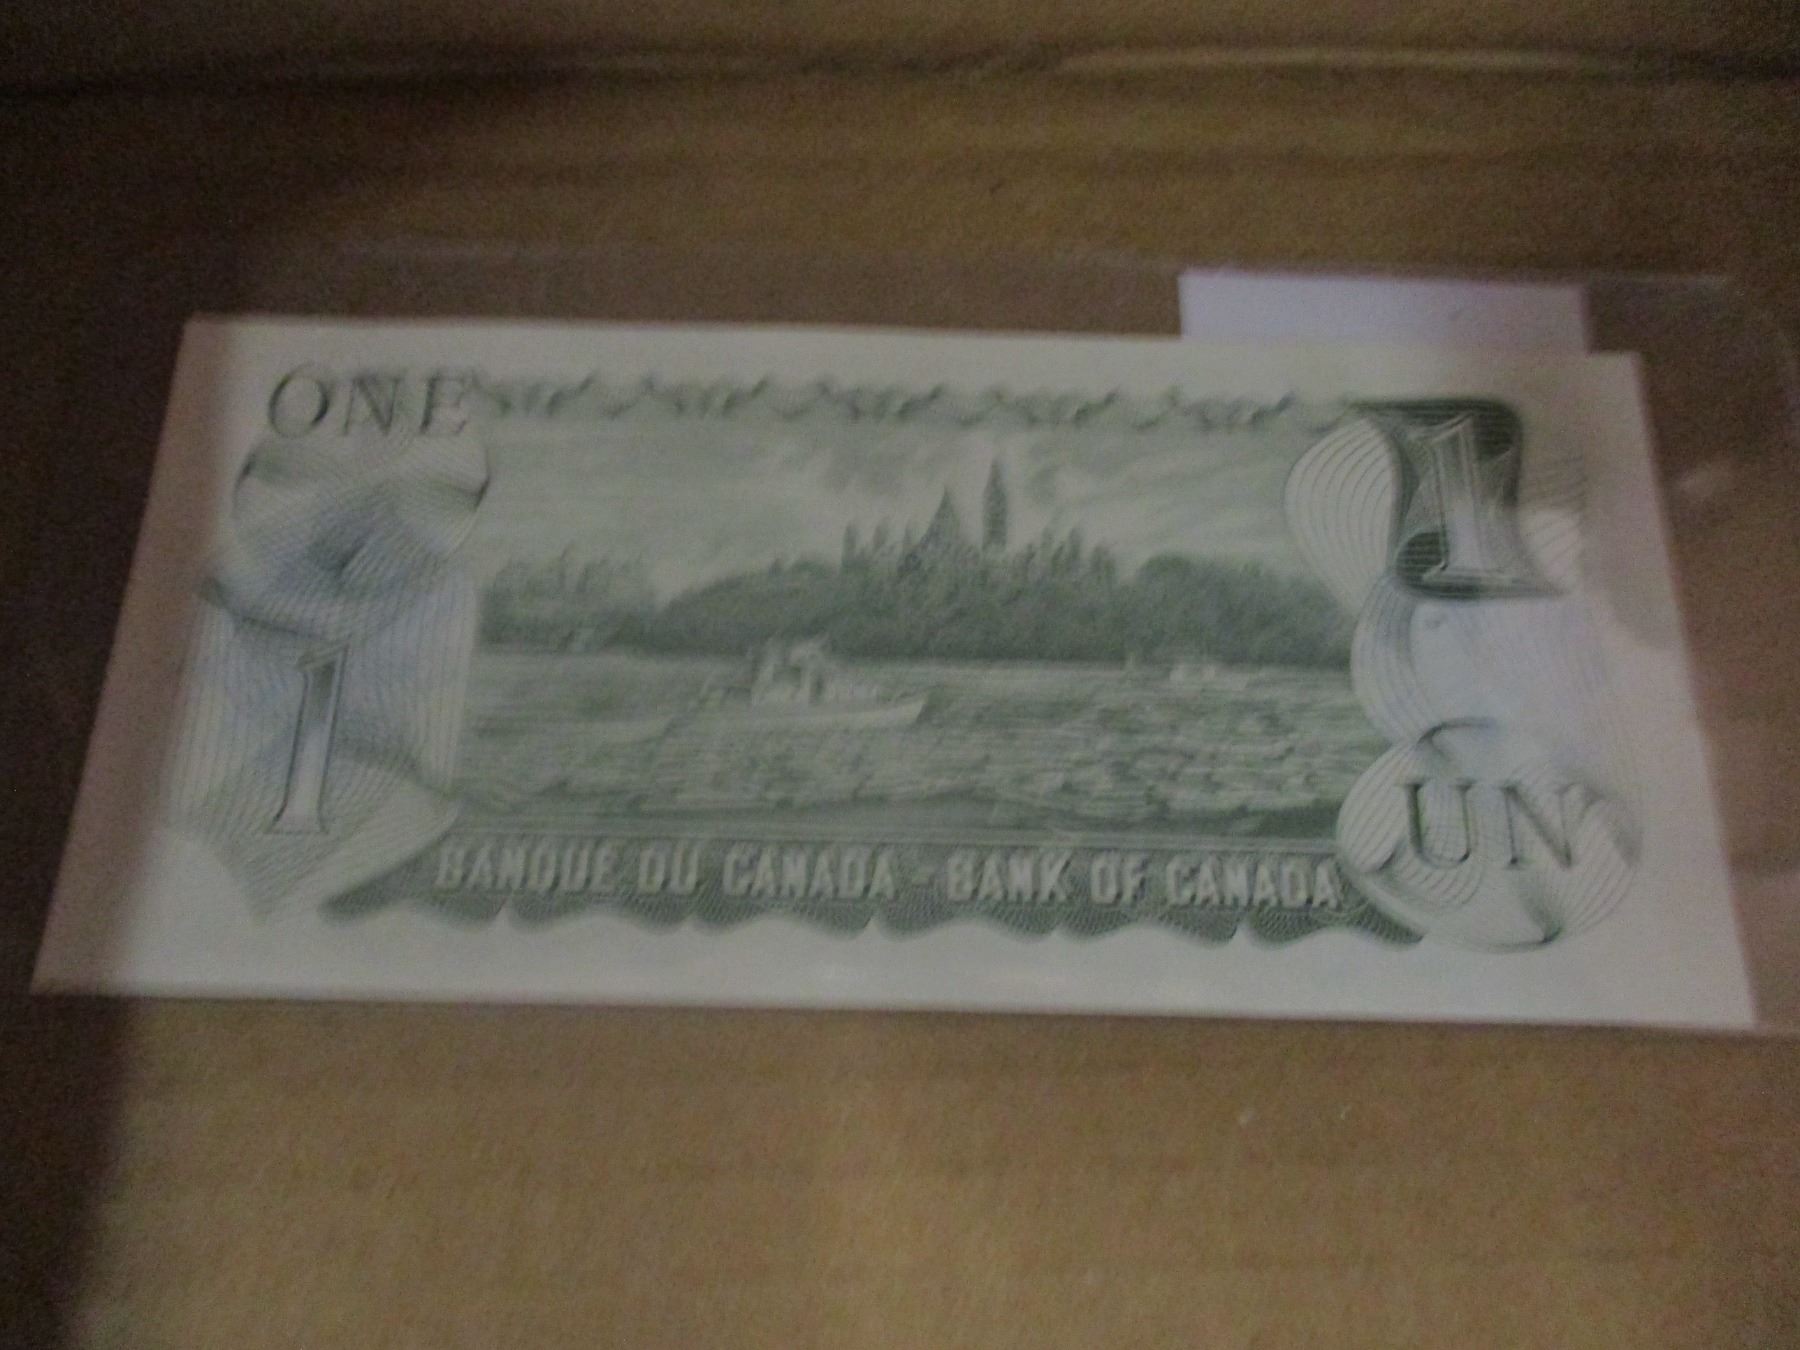 ONE
1
1
UN
BANQUE DU CANADA - BANK OF CANADA